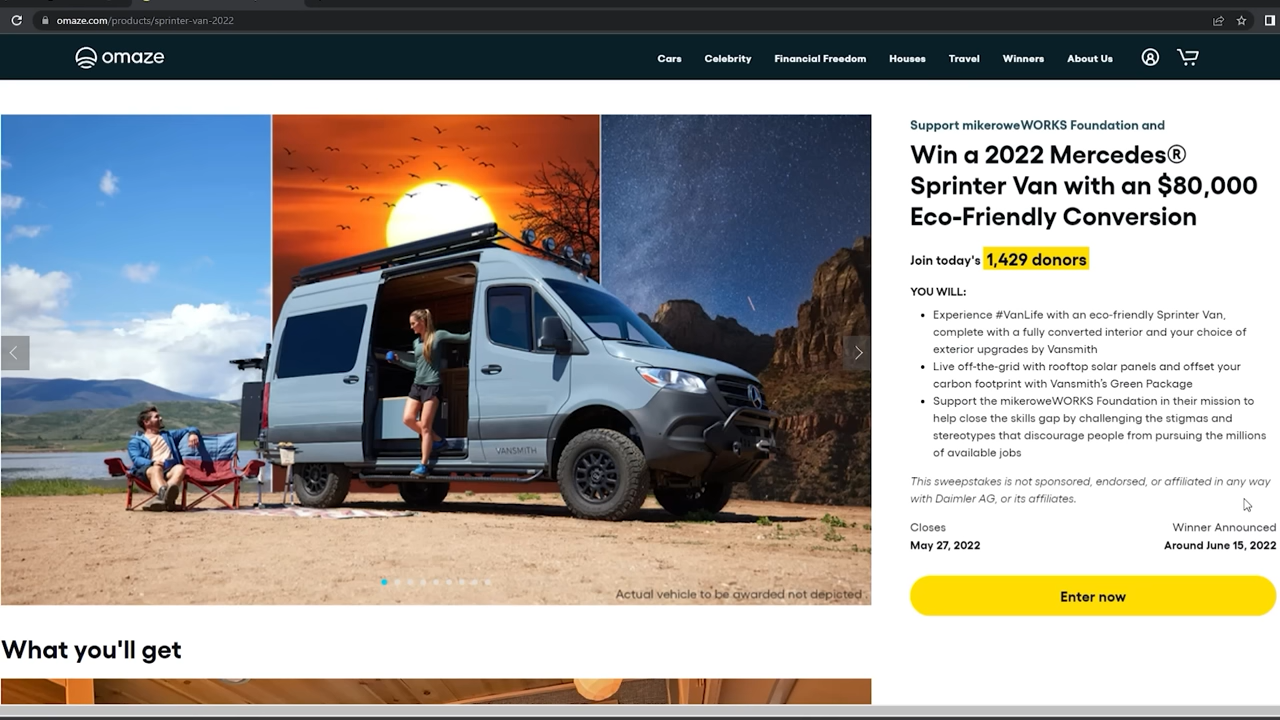 omaze.com/products/sprinter-van-2022
omaze
Cars
Celebrity
Financial Freedom
Houses
Travel
Winners
About Us
Support mikeroweWORKS Foundation and
Win a 2022 Mercedes®
Sprinter Van with an $80,000
Eco-Friendly Conversion
Join today's 1,429 donors
YOU WILL:
• Experience #VanLife with an eco-friendly Sprinter Van,
complete with a fully converted interior and your choice of
exterior upgrades by Vansmith
• Live off-the-grid with rooftop solar panels and offset your
carbon footprint with Vansmith's Green Package
• Support the mikeroweWORKS Foundation in their mission to
help close the skills gap by challenging the stigmas and
stereotypes that discourage people from pursuing the millions
of available jobs
This sweepstakes is not sponsored, endorsed, or affiliated in any way
with Daimler AG, or its affiliates.
Closes
May 27, 2022
Winner Announced
Around June 15, 2022
Enter now
VANSMITH
Actual vehicle to be awarded not depicted
What you'll get